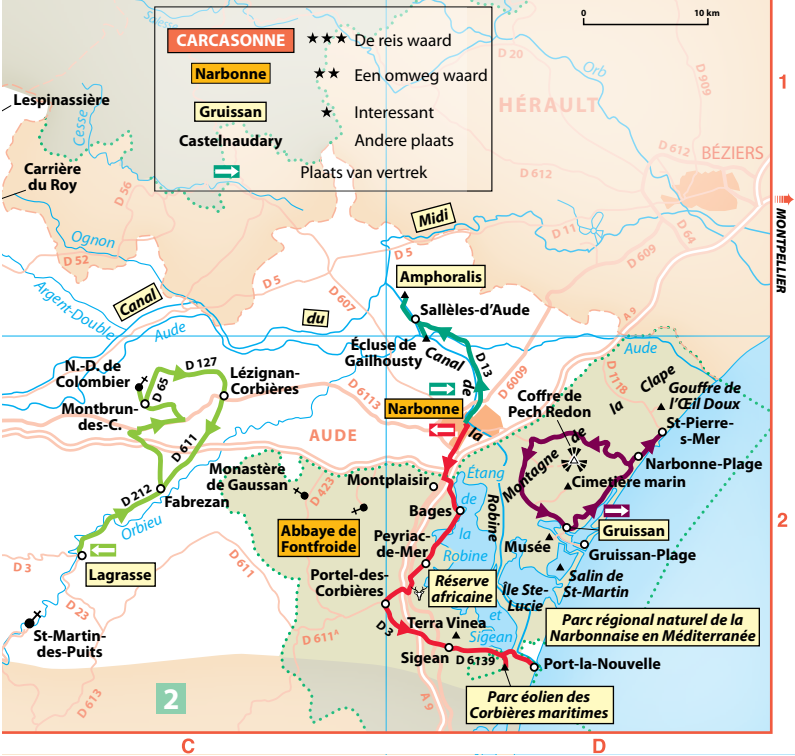 CARCASONNE ★★★ De reis waard
Narbonne ★★ Een omweg waard
Gruissan ★ Interessant
Castelnaudary Andere plaats
Plaats van vertrek
0 10 km
1
Lespinassière
Cesse
Carrière
du Roy
D 56
Orb
D 20
D 909
HÉRAULT
D 612
D 612
BÉZIERS
MONTPELLIER
Midi
D 11
D 64
D 609
A 9
Ognon
D 52
D 5
D 5
D 607
Argent-Double
Canal
du
Aude
Amphoralis
Sallèles-d'Aude
Écluse de
Gailhousty
Canal
de
la
Robine
D 13
D 6009
Aude
D 1118
N.-D. de
Colombier
D 127
D 65
Lézignan-
Corbières
Montbrun-
des-C.
D 611
D 6113
AUDE
Narbonne
Coffre de
Pech Redon
Montagne de la Clape
Gouffre de
l'Œil Doux
St-Pierre-
s-Mer
Narbonne-Plage
Cimetière marin
D 212
Fabrezan
Orbieu
Monastère
de Gaussan
D 423
Montplaisir
Étang
de
la
Robine
et
Sigean
Bages
Abbaye de
Fontfroide
Peyriac-
de-Mer
Musée
Gruissan
Gruissan-Plage
2
D 3
Lagrasse
D 611
D 23
Portel-des-
Corbières
Réserve
africaine
Île Ste-
Lucie
Salin de
St-Martin
St-Martin-
des-Puits
D 611A
D 3
Terra Vinea
Sigean
D 6139
Parc régional naturel de la
Narbonnaise en Méditerranée
Port-la-Nouvelle
D 613
2
A 9
Parc éolien des
Corbières maritimes
C
D